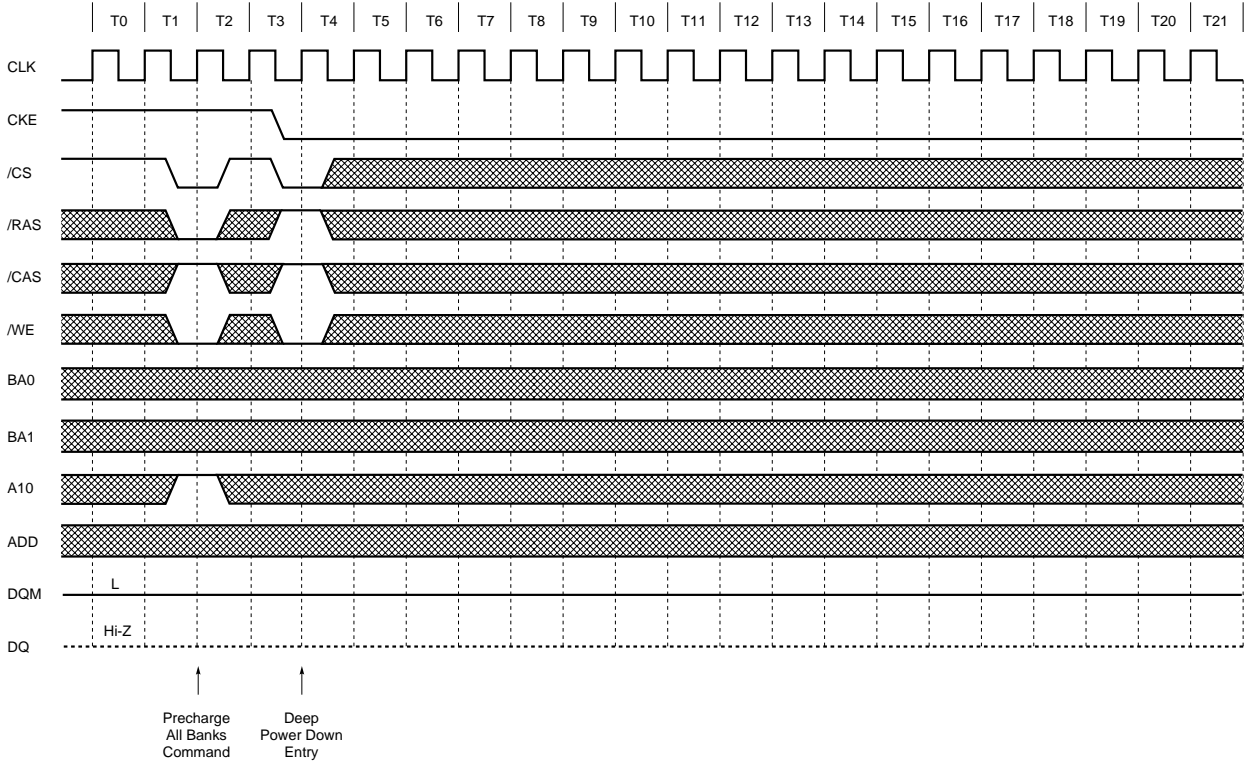 T0 T1 T2 T3 T4 T5 T6 T7 T8 T9 T10 T11 T12 T13 T14 T15 T16 T17 T18 T19 T20 T21
CLK
CKE
/CS
/RAS
/CAS
/WE
BA0
BA1
A10
ADD
L
DQM
Hi-Z
DQ
Precharge
All Banks
Command
Deep
Power Down
Entry